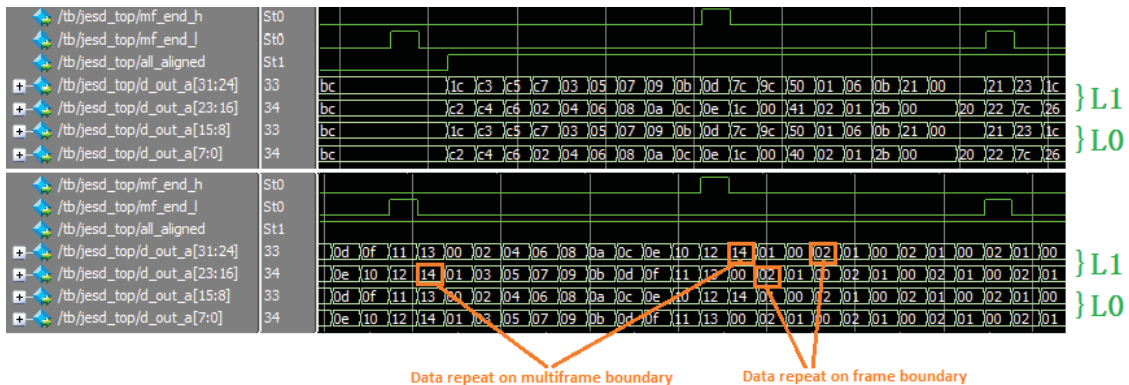 /tb/jesd_top/mf_end_h St0
/tb/jesd_top/mf_end_l St0
/tb/jesd_top/all_aligned St1
/tb/jesd_top/d_out_a[31:24] 33 bc 1c c3 c5 c7 03 05 07 09 0b 0d 7c 9c 50 01 06 0b 21 00 21 23 1c
/tb/jesd_top/d_out_a[23:16] 34 bc c2 c4 c6 02 04 06 08 0a 0c 0e 1c 00 41 02 01 2b 00 20 22 7c 26
L1
/tb/jesd_top/d_out_a[15:8] 33 bc 1c c3 c5 c7 03 05 07 09 0b 0d 7c 9c 50 01 06 0b 21 00 21 23 1c
/tb/jesd_top/d_out_a[7:0] 34 bc c2 c4 c6 02 04 06 08 0a 0c 0e 1c 00 40 02 01 2b 00 20 22 7c 26
L0
/tb/jesd_top/mf_end_h St0
/tb/jesd_top/mf_end_l St0
/tb/jesd_top/all_aligned St1
/tb/jesd_top/d_out_a[31:24] 33 0d 0f 11 13 00 02 04 06 08 0a 0c 0e 10 12 14 01 00 02 01 00 02 01 00 02 01 00
/tb/jesd_top/d_out_a[23:16] 34 0e 10 12 14 01 03 05 07 09 0b 0d 0f 11 13 00 02 01 00 02 01 00 02 01 00 02 01
L1
/tb/jesd_top/d_out_a[15:8] 33 0d 0f 11 13 00 02 04 06 08 0a 0c 0e 10 12 14 01 00 02 01 00 02 01 00 02 01 00
/tb/jesd_top/d_out_a[7:0] 34 0e 10 12 14 01 03 05 07 09 0b 0d 0f 11 13 00 02 01 00 02 01 00 02 01 00 02 01
L0
Data repeat on multiframe boundary
Data repeat on frame boundary